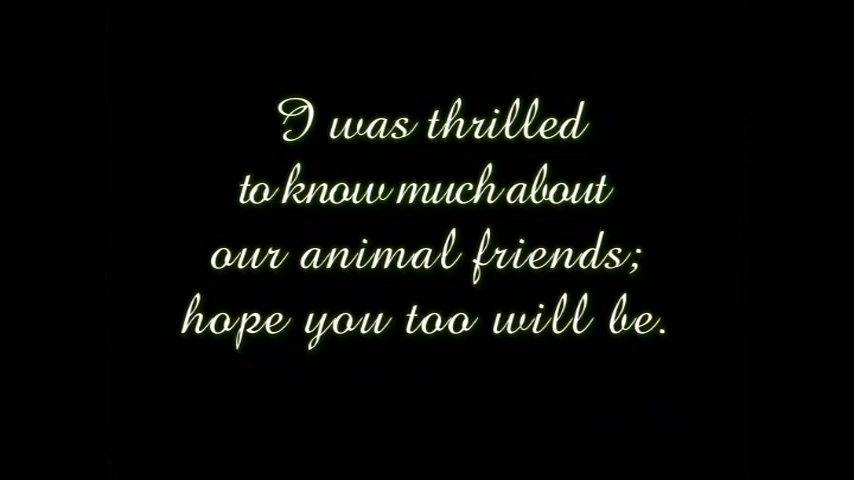 I was thrilled
to know much about
our animal friends;
hope you too will be.